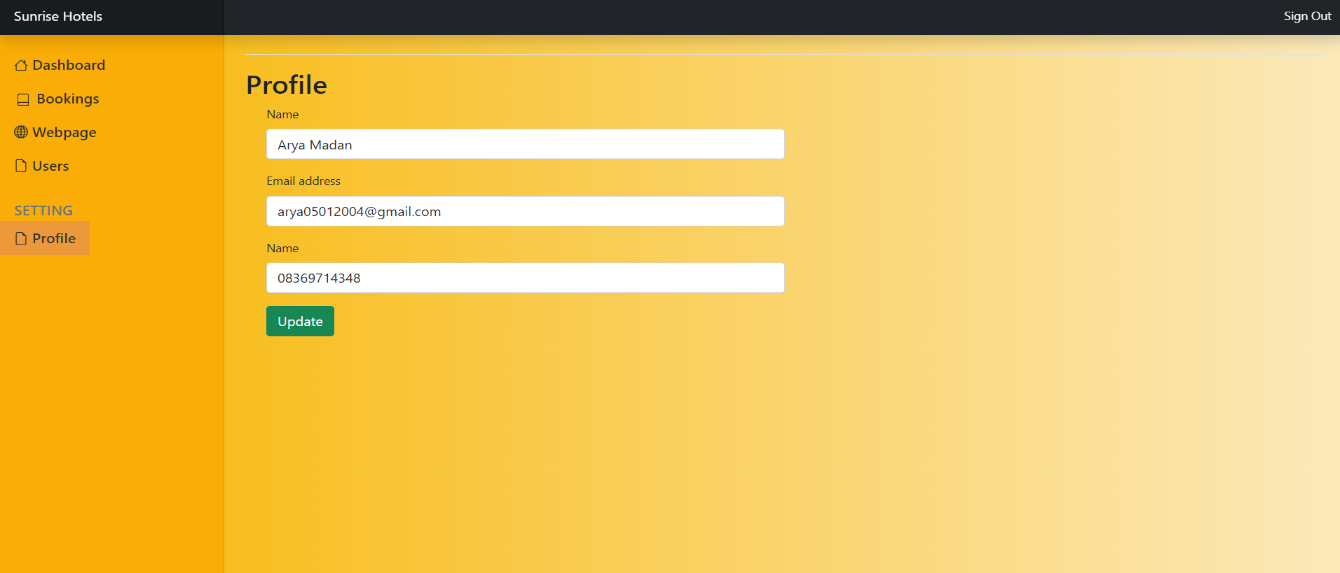 Sunrise Hotels
Sign Out
Dashboard
Bookings
Webpage
Users
SETTING
Profile
Profile
Name
Arya Madan
Email address
arya05012004@gmail.com
Name
08369714348
Update